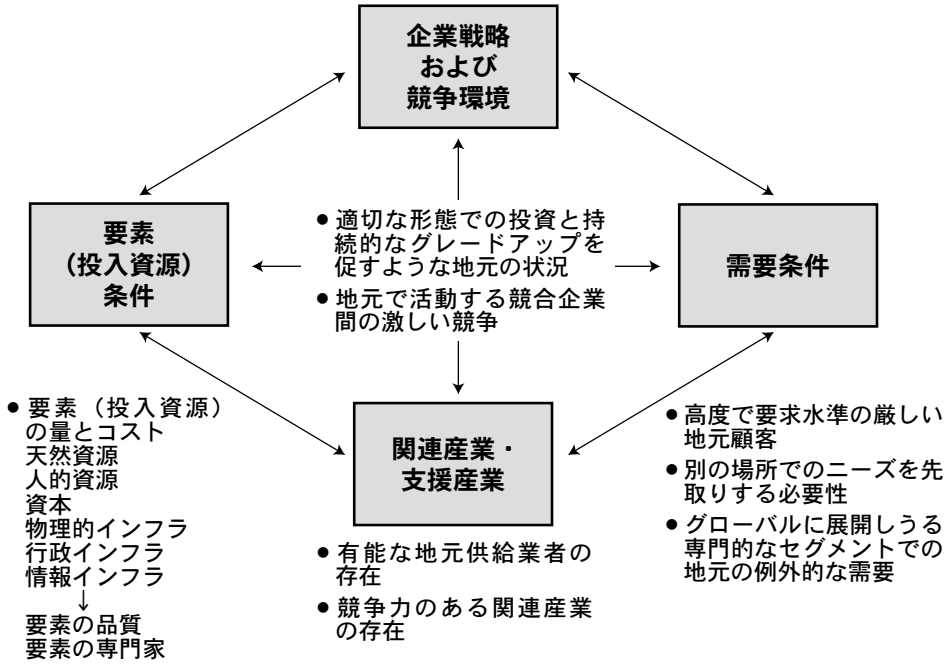 企業戦略
および
競争環境
要素
（投入資源）
条件
● 適切な形態での投資と持
続的なグレードアップを
促すような地元の状況
● 地元で活動する競合企業
間の激しい競争
需要条件
● 要素（投入資源）
の量とコスト
天然資源
人的資源
資本
物理的インフラ
行政インフラ
情報インフラ
↓
要素の品質
要素の専門家
関連産業・
支援産業
● 有能な地元供給業者の
存在
● 競争力のある関連産業
の存在
● 高度で要求水準の厳しい
地元顧客
● 別の場所でのニーズを先
取りする必要性
● グローバルに展開しうる
専門的なセグメントでの
地元の例外的な需要